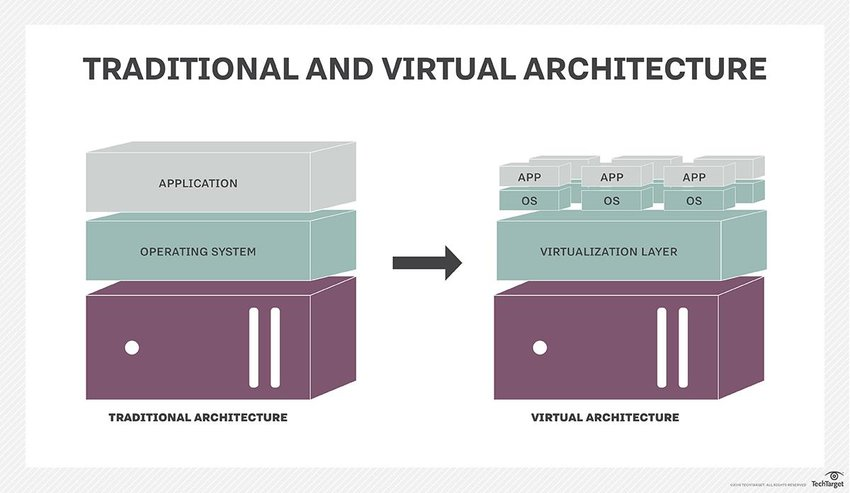 TRADITIONAL AND VIRTUAL ARCHITECTURE
APPLICATION
OPERATING SYSTEM
TRADITIONAL ARCHITECTURE
APP APP APP
OS OS OS
VIRTUALIZATION LAYER
VIRTUAL ARCHITECTURE
TechTarget